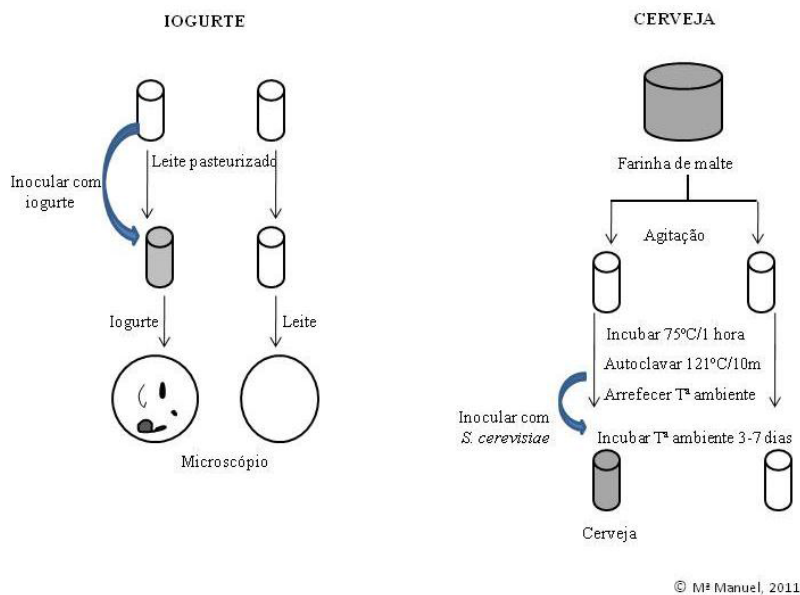 IOGURTE
Leite pasteurizado
Inocular com
iogurte
Iogurte
Leite
Microscópio
CERVEJA
Farinha de malte
Agitação
Incubar 75ºC/1 hora
Autoclavar 121ºC/10m
Arrefecer Tª ambiente
Inocular com
S. cerevisiae
Incubar Tª ambiente 3-7 dias
Cerveja
© Mª Manuel, 2011